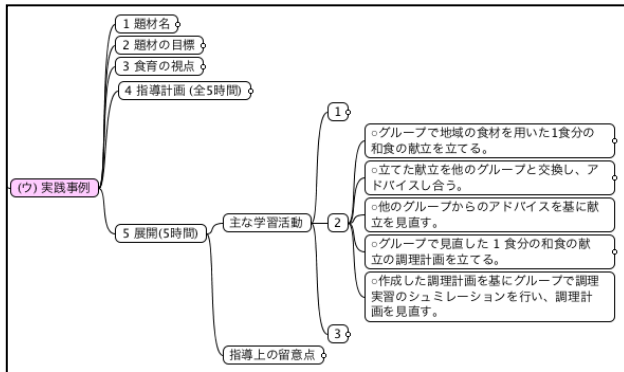 1 題材名
2 題材の目標
3 食育の視点
4 指導計画 (全5時間)
(ウ) 実践事例
5 展開(5時間)
主な学習活動
1
2
○グループで地域の食材を用いた1食分の
和食の献立を立てる。
○立てた献立を他のグループと交換し、ア
ドバイスし合う。
○他のグループからのアドバイスを基に献
立を見直す。
○グループで見直した 1 食分の和食の献
立の調理計画を立てる。
○作成した調理計画を基にグループで調理
実習のシュミレーションを行い、調理計
画を見直す。
3
指導上の留意点